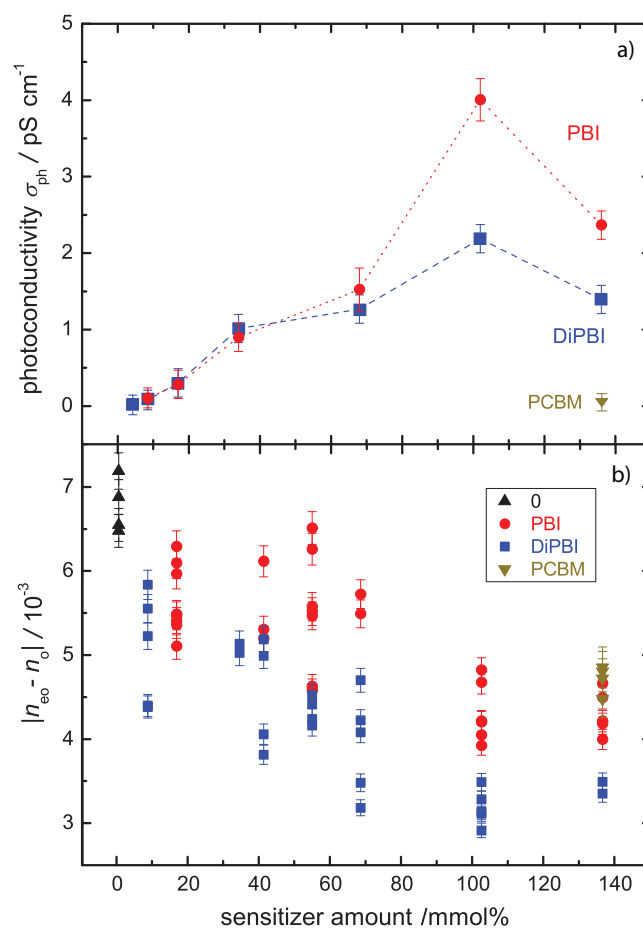 5
a)
4
PBI
3
2
1
DiPBI
PCBM
0
photoconductivity σph / pS cm-1
b)
7
0
PBI
DiPBI
PCBM
6
5
4
3
|neo - no| / 10-3
0 20 40 60 80 100 120 140
sensitizer amount /mmol%